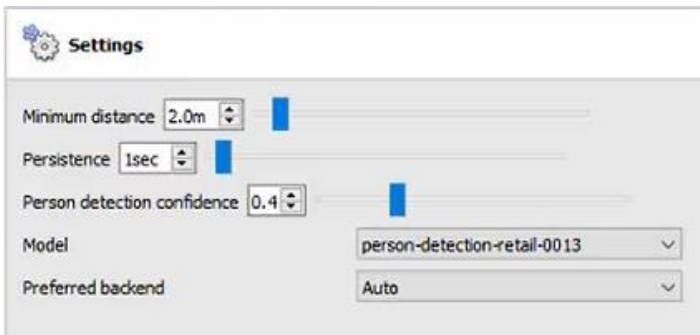 Settings
Minimum distance 2.0m
Persistence 1sec
Person detection confidence 0.4
Model person-detection-retail-0013
Preferred backend Auto